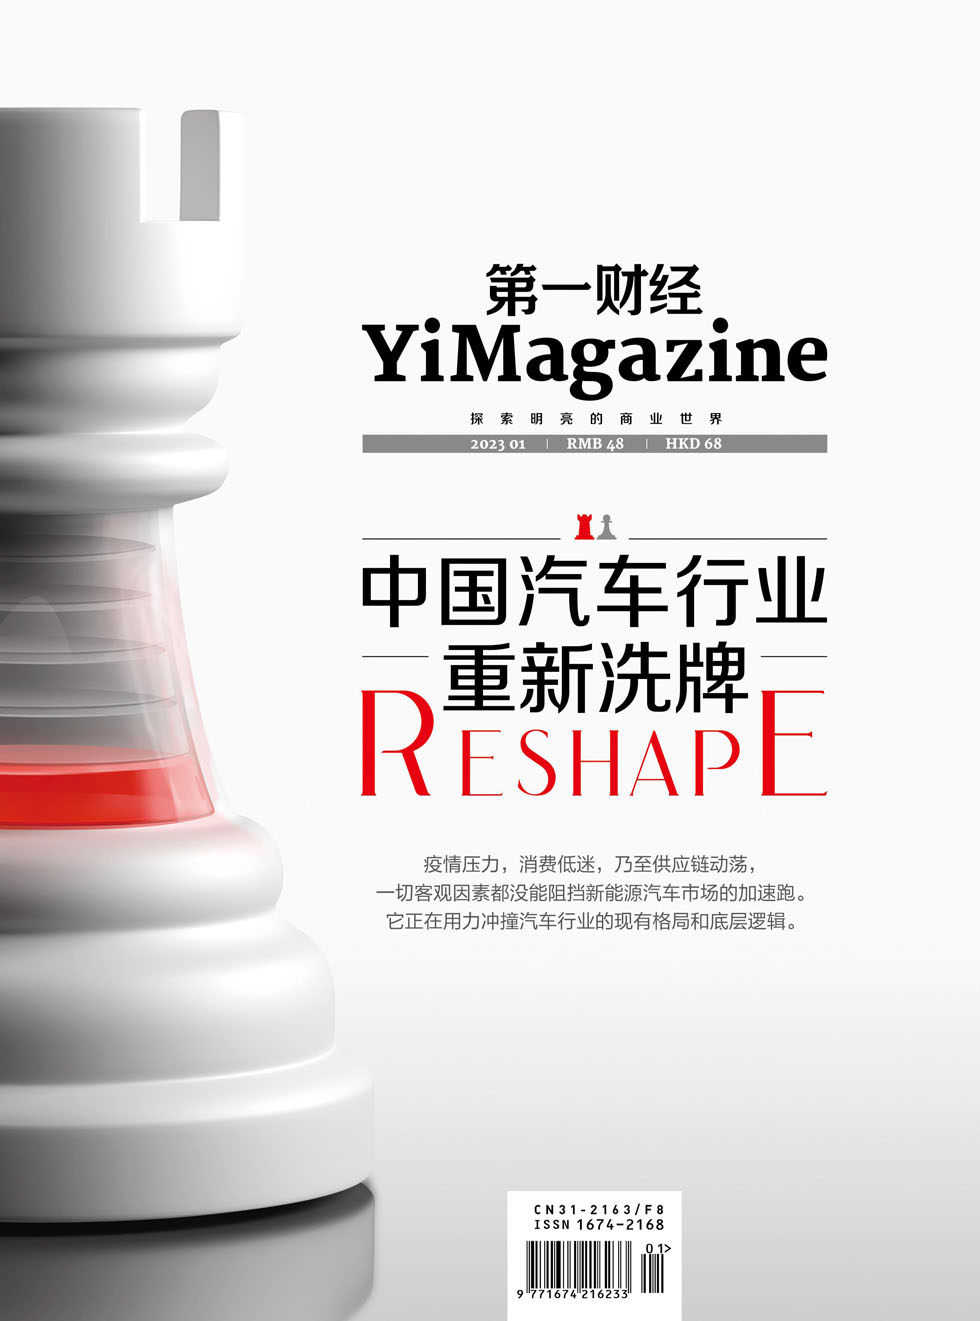 第一财经
YiMagazine
探索明亮的商业世界
2023 01 | RMB 48 | HKD 68
中国汽车行业
重新洗牌
RESHAPE
疫情压力，消费低迷，乃至供应链动荡，
一切客观因素都没能阻挡新能源汽车市场的加速跑。
它正在用力冲撞汽车行业的现有格局和底层逻辑。
CN31-2163/F8
ISSN 1674-2168
01>
9 771674 216233